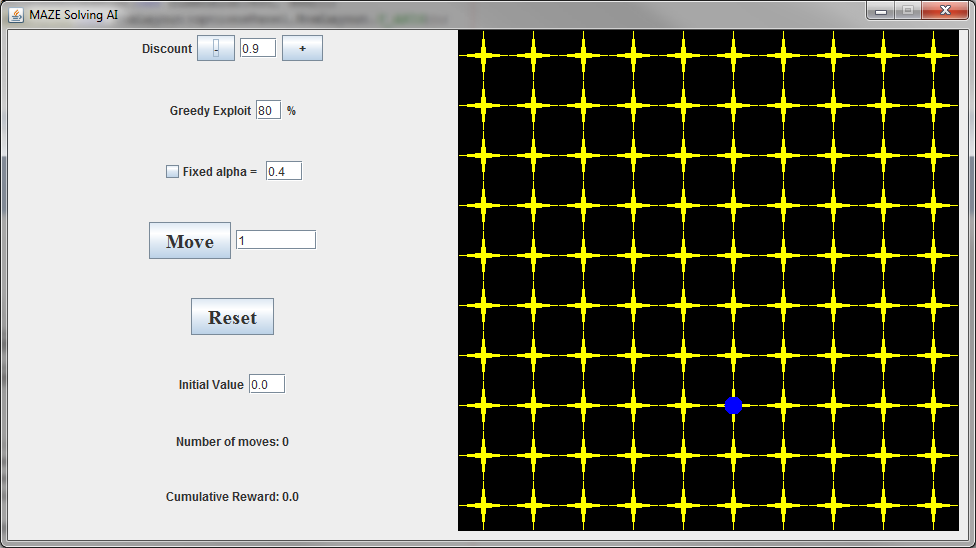 MAZE Solving AI
Discount - 0.9 +
Greedy Exploit 80 %
Fixed alpha = 0.4
Move 1
Reset
Initial Value 0.0
Number of moves: 0
Cumulative Reward: 0.0